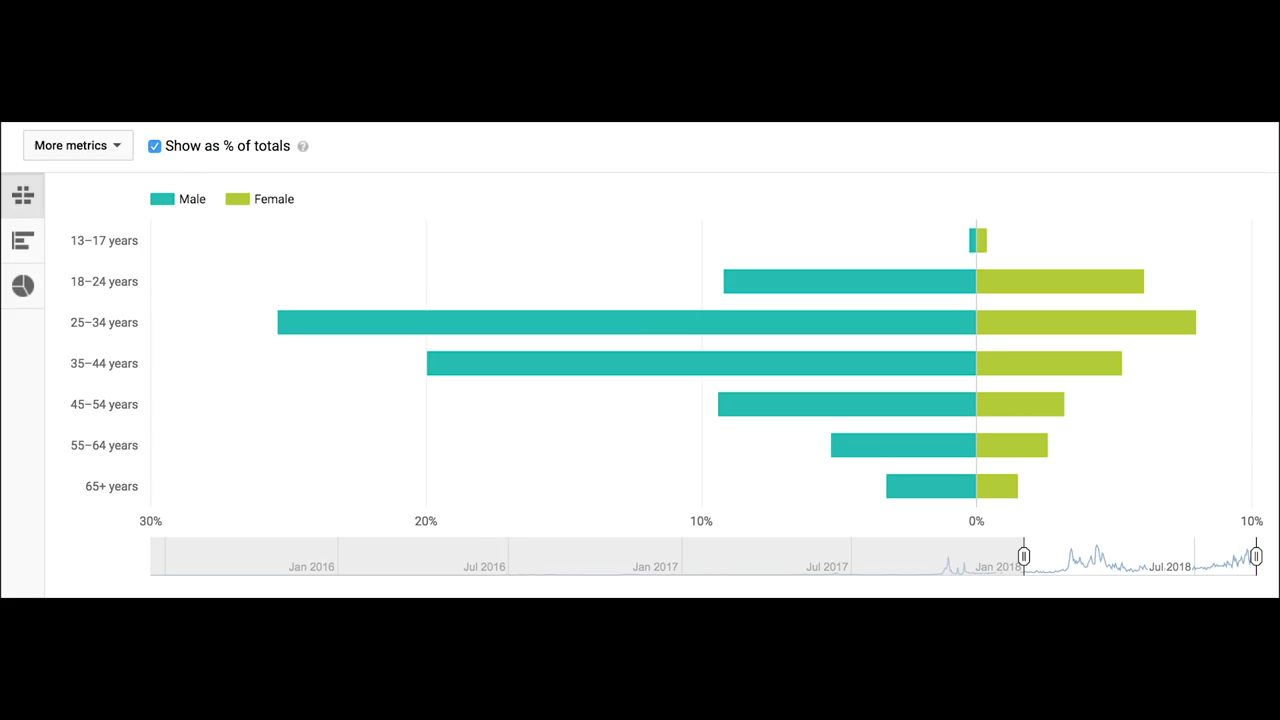 More metrics
Show as % of totals ?
Male Female
13–17 years
18–24 years
25–34 years
35–44 years
45–54 years
55–64 years
65+ years
30% 20% 10% 0% 10%
Jan 2016 Jul 2016 Jan 2017 Jul 2017 Jan 2018 Jul 2018